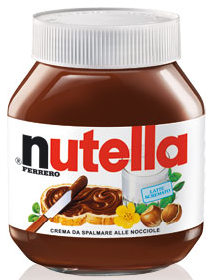 nutella
® FERRERO
LATTE
SCREMATO
CREMA DA SPALMARE ALLE NOCCIOLE